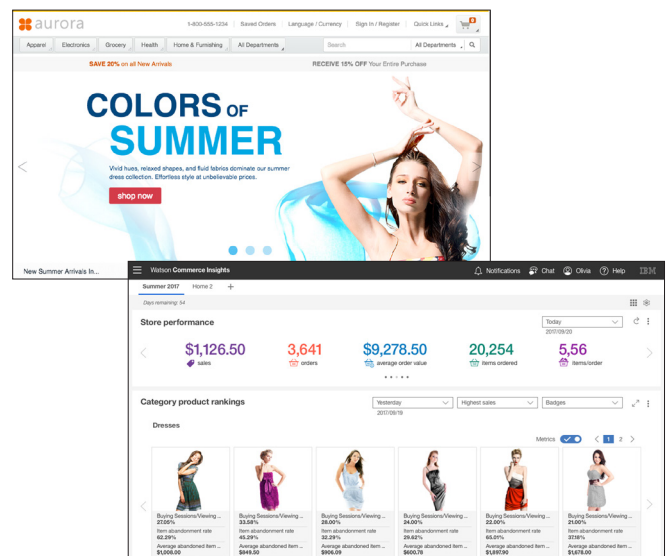 aurora
1-800-555-1234 Saved Orders Language / Currency Sign In / Register Quick Links 0
Apparel Electronics Grocery Health Home & Furnishing All Departments Search All Departments
SAVE 20% on all New Arrivals RECEIVE 15% OFF Your Entire Purchase
COLORS OF
SUMMER
Vivid hues, relaxed shapes, and fluid fabrics dominate our summer
dress collection. Effortless style at unbelievable prices.
shop now
New Summer Arrivals In...
Watson Commerce Insights Notifications Chat Olivia Help IBM
Summer 2017 Home 2 +
Days remaining: 54
Store performance Today
2017/09/20
$1,126.50 3,641 $9,278.50 20,254 5,56
sales orders average order value items ordered items/order
Category product rankings Yesterday Highest sales Badges
2017/09/19
Dresses
Metrics 1 2
Buying Sessions/Viewing ... Buying Sessions/Viewing ... Buying Sessions/Viewing ... Buying Sessions/Viewing ... Buying Sessions/Viewing ... Buying Sessions/Viewing ...
27.05% 33.58% 28.00% 24.00% 22.00% 21.00%
Item abandonment rate Item abandonment rate Item abandonment rate Item abandonment rate Item abandonment rate Item abandonment rate
62.29% 45.29% 32.29% 29.62% 65.01% 37.18%
Average abandoned item ... Average abandoned item ... Average abandoned item ... Average abandoned item ... Average abandoned item ... Average abandoned item ...
$1,008.00 $849.50 $906.09 $600.78 $1,897.90 $1,678.00